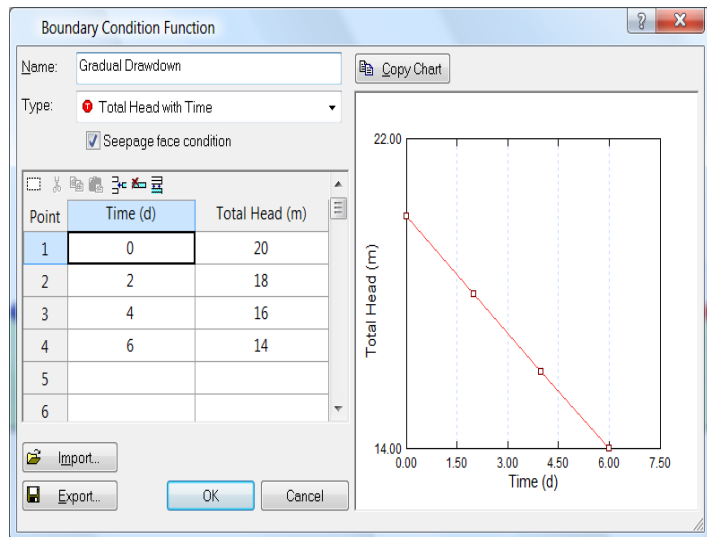 Boundary Condition Function
Name: Gradual Drawdown
Type: T Total Head with Time
Seepage face condition
Point Time (d) Total Head (m)
1 0 20
2 2 18
3 4 16
4 6 14
5
6
Import...
Export...
OK Cancel
Copy Chart
22.00
Total Head (m)
14.00
0.00 1.50 3.00 4.50 6.00 7.50
Time (d)